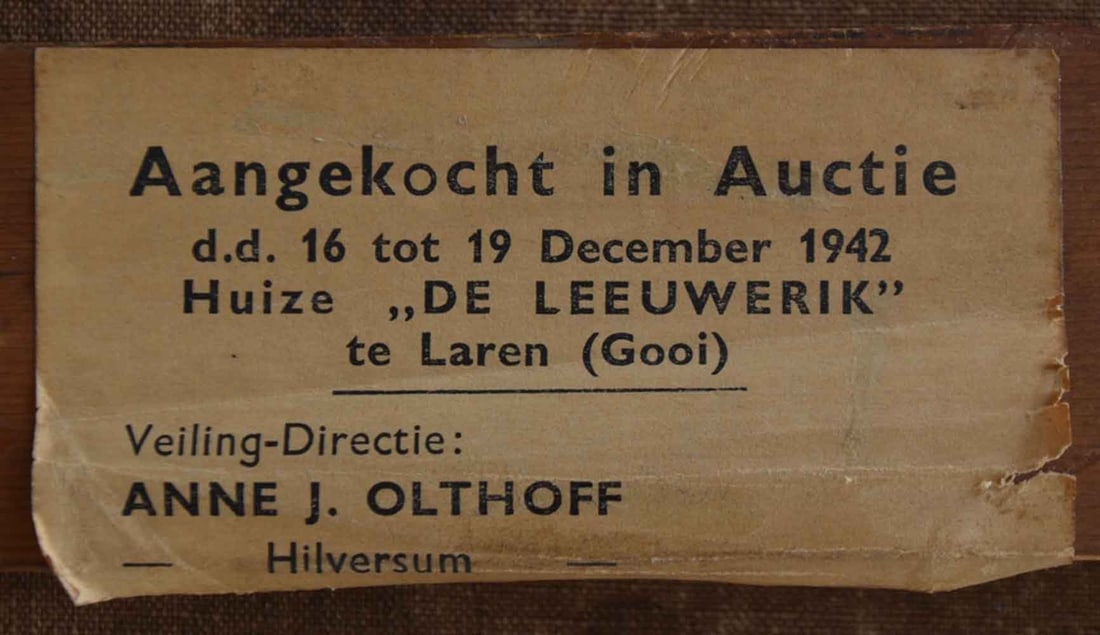 Aangekocht in Auctie
d.d. 16 tot 19 December 1942
Huize „DE LEEUWERIK”
te Laren (Gooi)
Veiling-Directie:
ANNE J. OLTHOFF
— Hilversum —